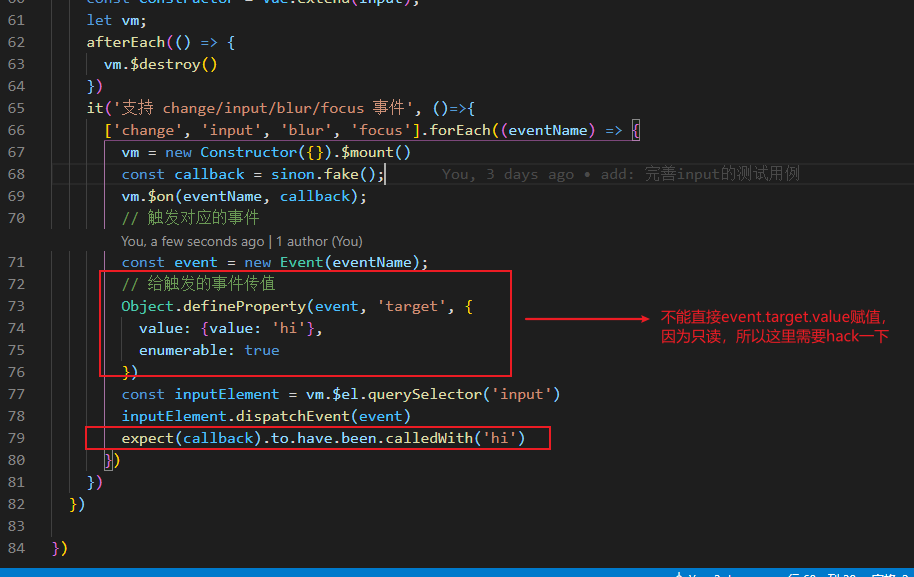 61 let vm;
62 afterEach(() => {
63 vm.$destroy()
64 })
65 it('支持 change/input/blur/focus 事件', ()=>{
66 ['change', 'input', 'blur', 'focus'].forEach((eventName) => {
67 vm = new Constructor({}).$mount()
68 const callback = sinon.fake(); You, 3 days ago • add: 完善input的测试用例
69 vm.$on(eventName, callback);
70 // 触发对应的事件
You, a few seconds ago | 1 author (You)
71 const event = new Event(eventName);
72 // 给触发的事件传值
73 Object.defineProperty(event, 'target', {
74 value: {value: 'hi'},
75 enumerable: true
76 })
不能直接event.target.value赋值，
因为只读，所以这里需要hack一下
77 const inputElement = vm.$el.querySelector('input')
78 inputElement.dispatchEvent(event)
79 expect(callback).to.have.been.calledWith('hi')
80 })
81 })
82 })
83
84 })